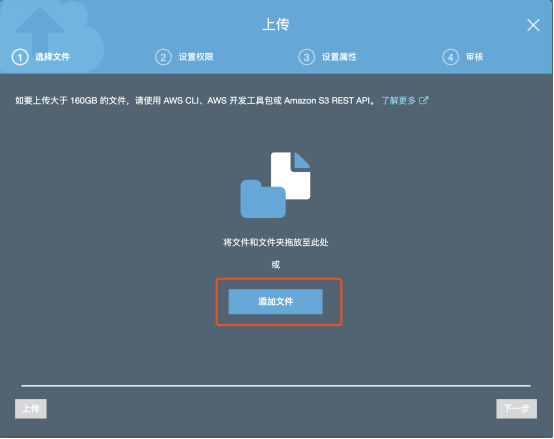 上传
1 选择文件
2 设置权限
3 设置属性
4 审核
如要上传大于 160GB 的文件，请使用 AWS CLI、AWS 开发工具包或 Amazon S3 REST API。 了解更多
将文件和文件夹拖放至此处
或
添加文件
上传
下一步